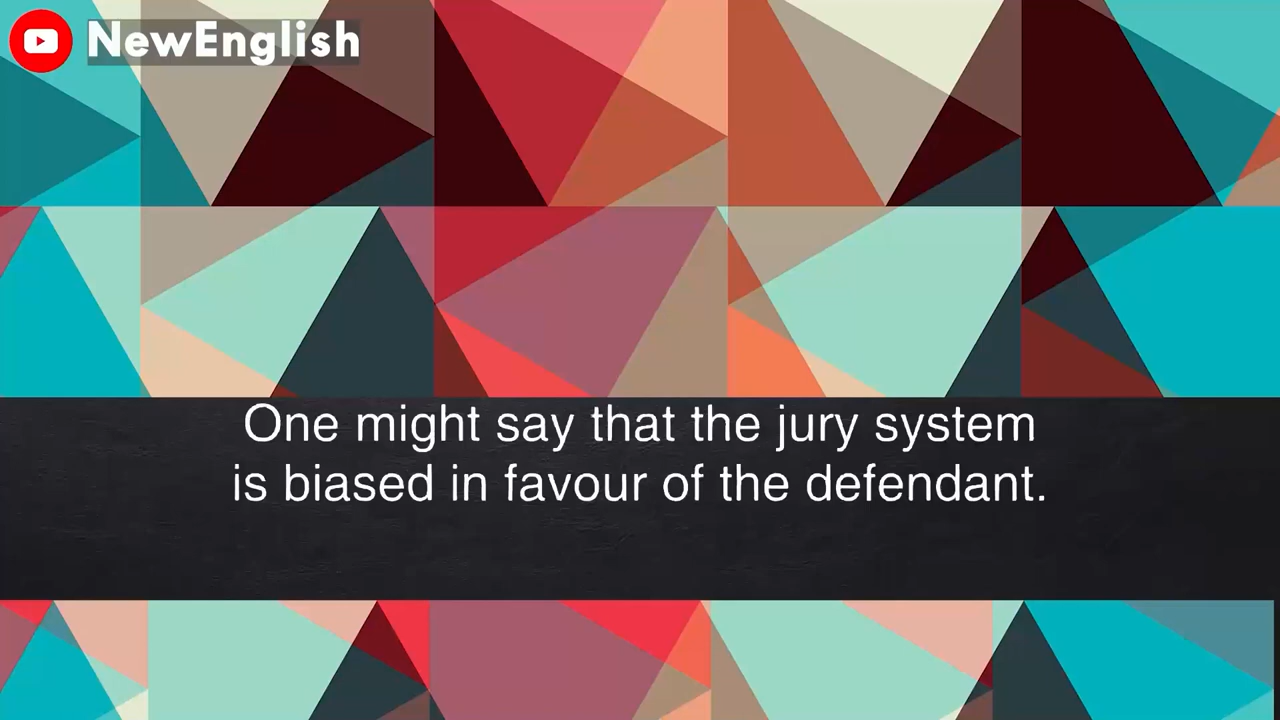 NewEnglish
One might say that the jury system
is biased in favour of the defendant.